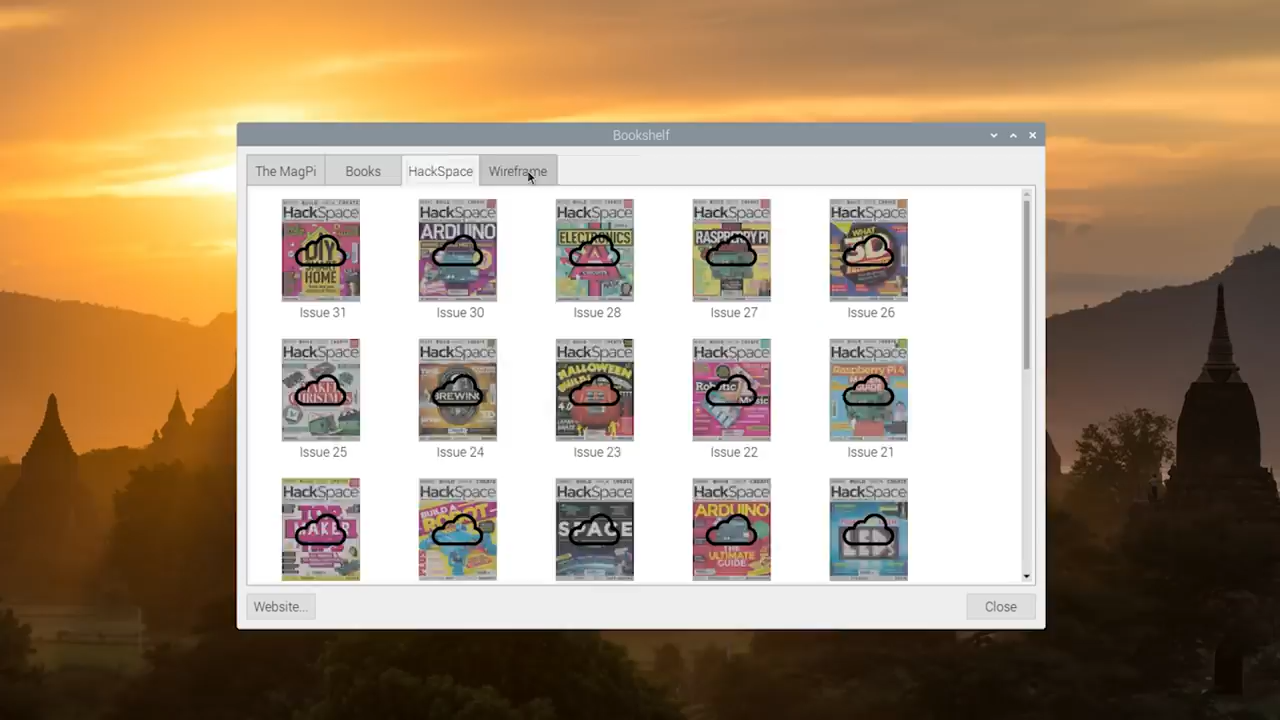 Bookshelf
The MagPi Books HackSpace Wireframe
HackSpace HackSpace HackSpace HackSpace HackSpace
DIY HOME ARDUINO ELECTRONICS RASPBERRY PI WHAT
Issue 31 Issue 30 Issue 28 Issue 27 Issue 26
HackSpace HackSpace HackSpace HackSpace HackSpace
BREWING HALLOWEEN Robotic Music Raspberry Pi 4
Issue 25 Issue 24 Issue 23 Issue 22 Issue 21
HackSpace HackSpace HackSpace HackSpace HackSpace
TOP MAKER BUILD A ROBOT SPACE ARDUINO THE ULTIMATE GUIDE
Website... Close